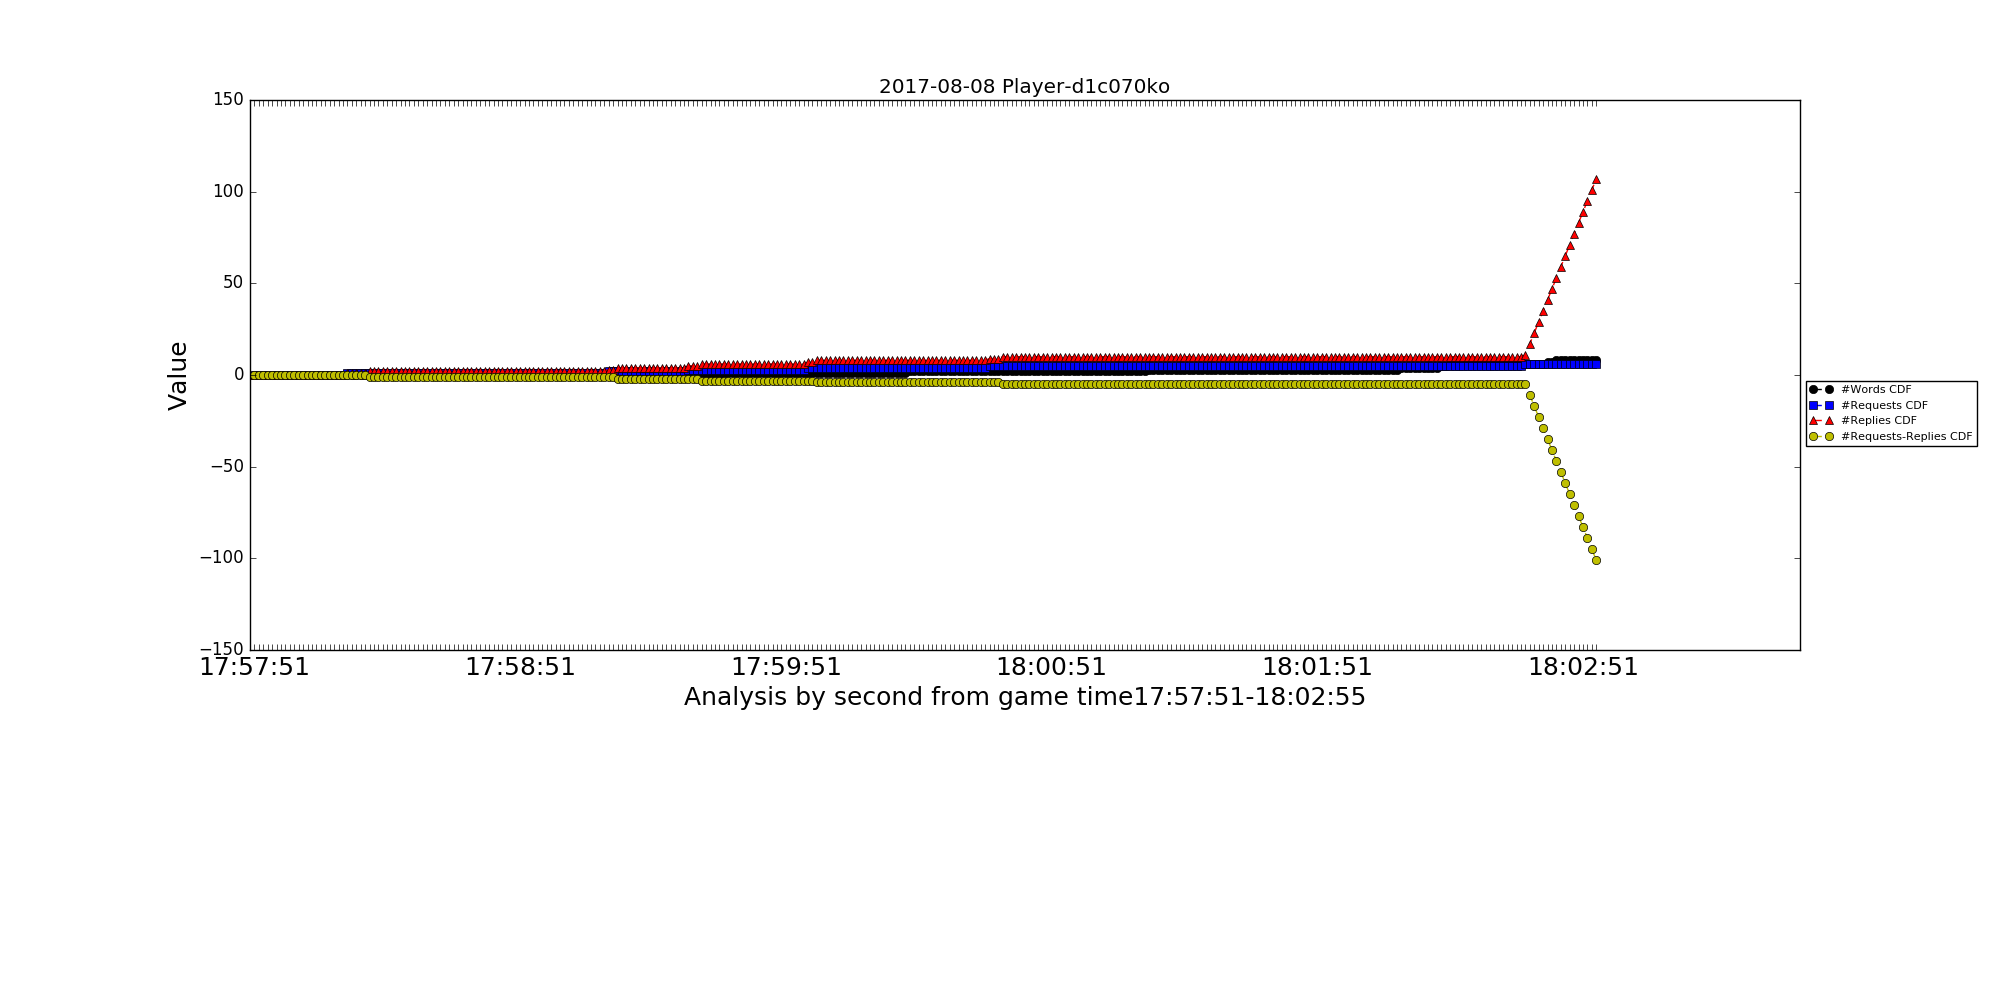 2017-08-08 Player-d1c070ko
150
100
50
0
−50
−100
−150
Value
17:57:51 17:58:51 17:59:51 18:00:51 18:01:51 18:02:51
Analysis by second from game time17:57:51-18:02:55
#Words CDF
#Requests CDF
#Replies CDF
#Requests-Replies CDF